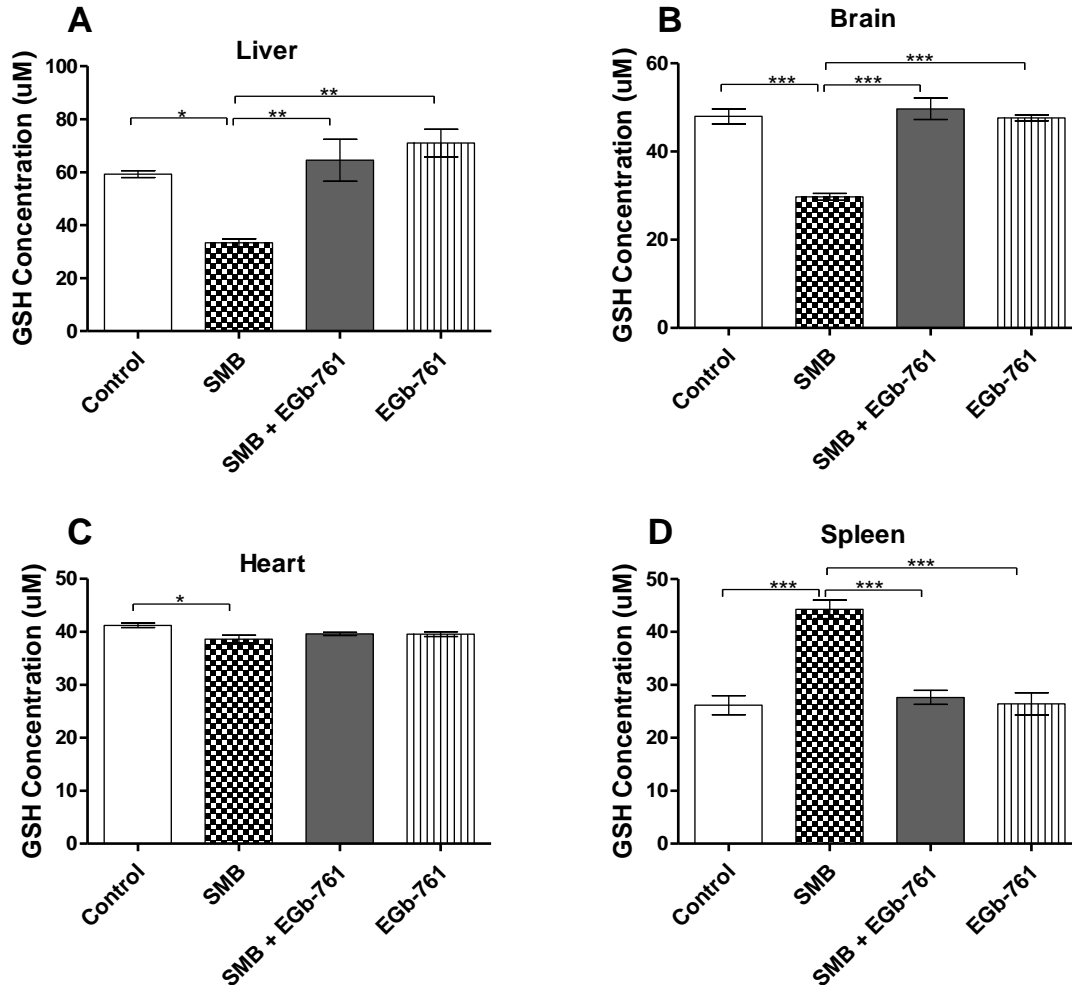 A
Liver
GSH Concentration (uM)
100
80
60
40
20
0
*
**
**
Control
SMB
SMB + EGb-761
EGb-761
B
Brain
GSH Concentration (uM)
60
40
20
0
***
***
***
Control
SMB
SMB + EGb-761
EGb-761
C
Heart
GSH Concentration (uM)
50
40
30
20
10
0
*
Control
SMB
SMB + EGb-761
EGb-761
D
Spleen
GSH Concentration (uM)
50
40
30
20
10
0
***
***
***
Control
SMB
SMB + EGb-761
EGb-761